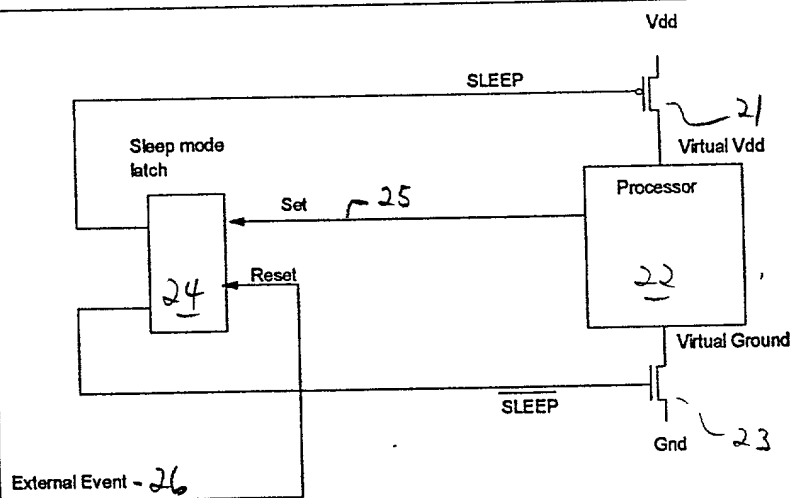 Vdd
SLEEP
21
Sleep mode
latch
Virtual Vdd
Processor
Set
25
Reset
24
22
Virtual Ground
SLEEP
Gnd
23
External Event - 26